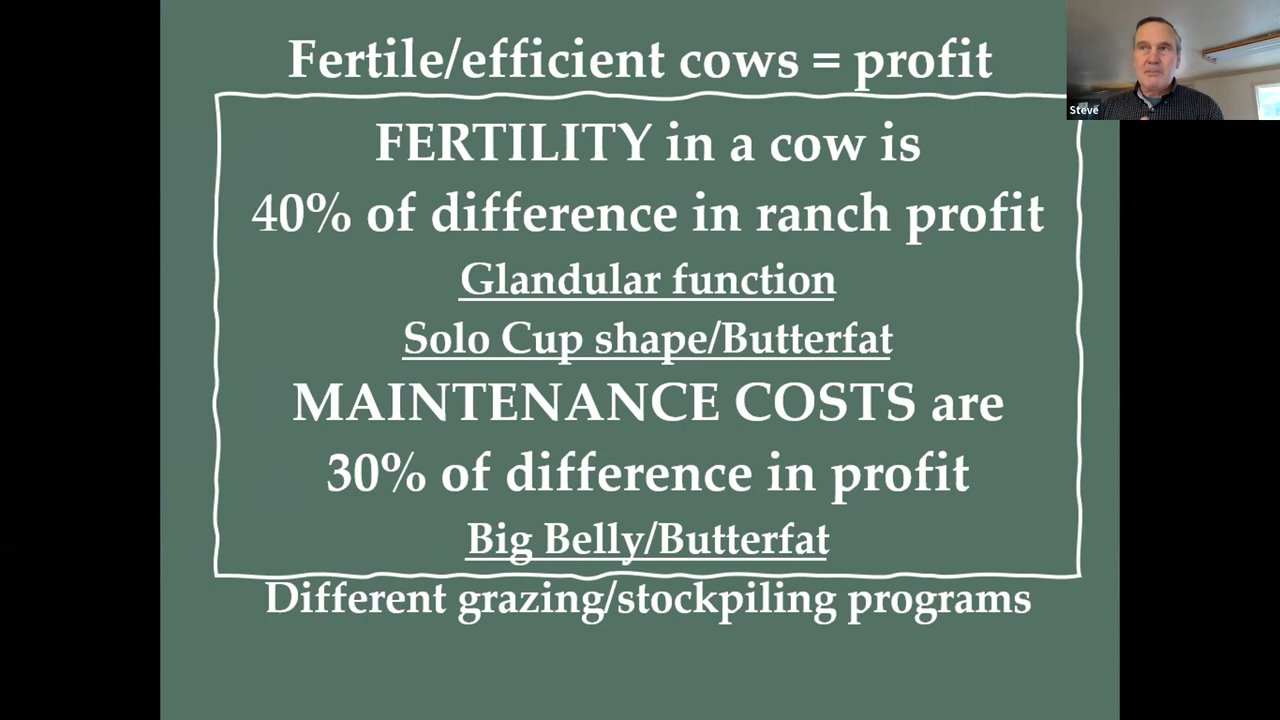 Fertile/efficient cows = profit
Steve
FERTILITY in a cow is
40% of difference in ranch profit
Glandular function
Solo Cup shape/Butterfat
MAINTENANCE COSTS are
30% of difference in profit
Big Belly/Butterfat
Different grazing/stockpiling programs